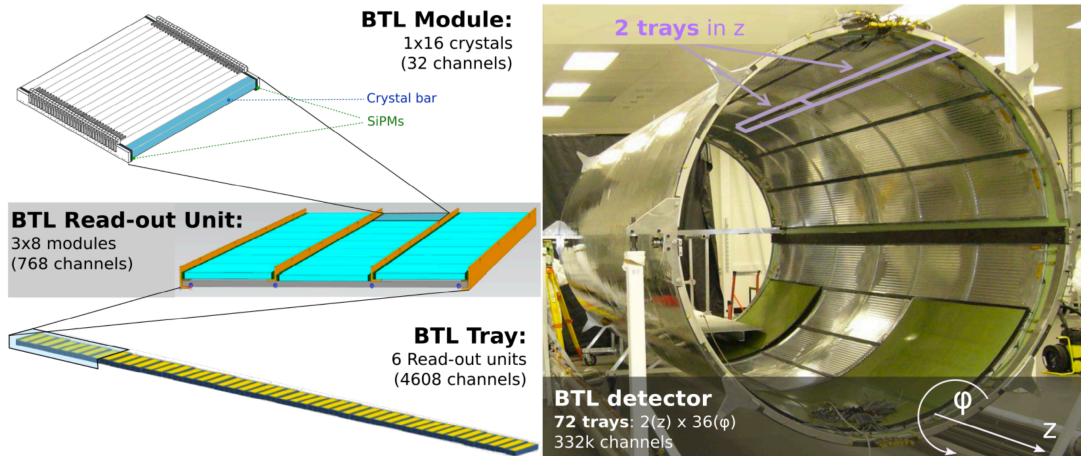 BTL Module:
1x16 crystals
(32 channels)
Crystal bar
SiPMs
BTL Read-out Unit:
3x8 modules
(768 channels)
BTL Tray:
6 Read-out units
(4608 channels)
2 trays in z
BTL detector
72 trays: 2(z) x 36(φ)
332k channels
φ
z